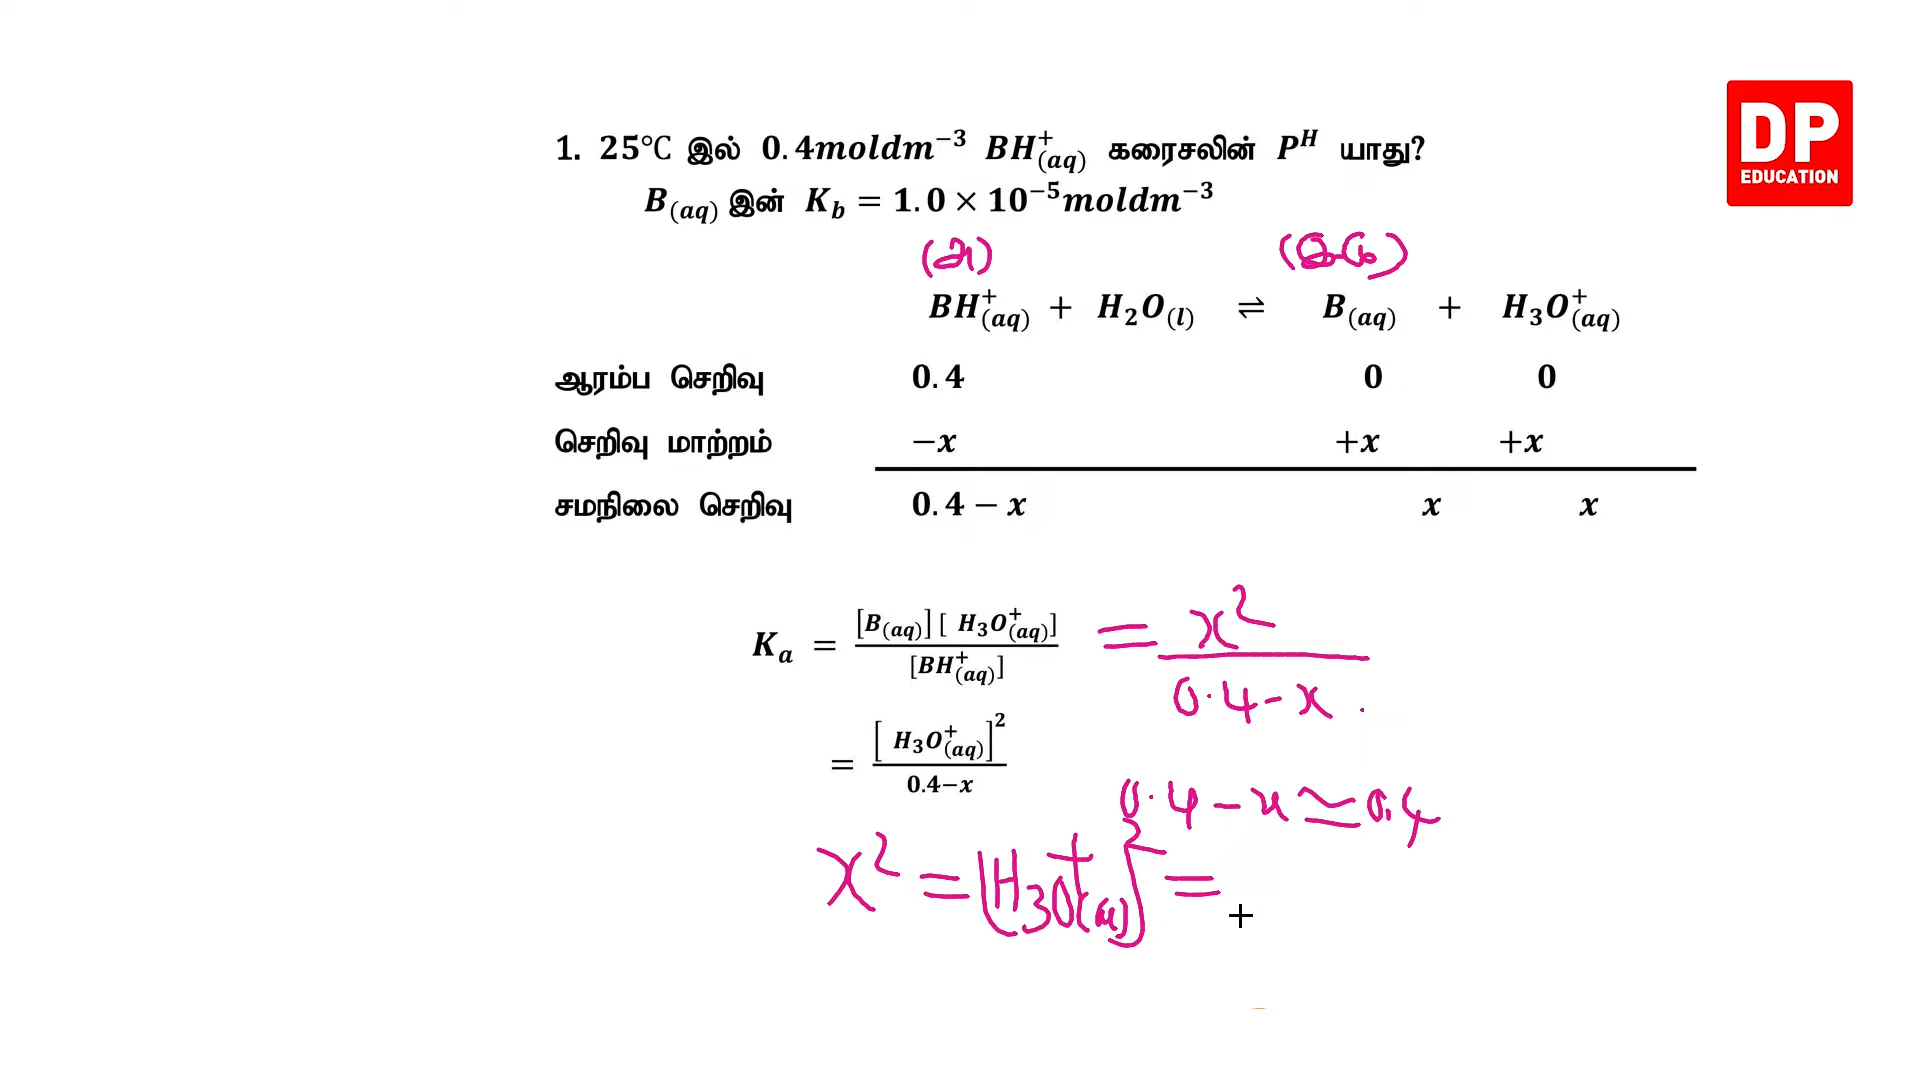 DP
EDUCATION
1. 25℃ இல் 0.4moldm⁻³ BH⁺(aq) கரைசலின் Pᴴ யாது?
B(aq) இன் K_b = 1.0 × 10⁻⁵moldm⁻³
(அ)
BH⁺(aq) + H₂O(l) ⇌ B(aq) + H₃O⁺(aq)
ஆரம்ப செறிவு 0.4 0 0
செறிவு மாற்றம் −x +x +x
சமநிலை செறிவு 0.4 − x x x
Kₐ = [B(aq)][ H₃O⁺(aq)] / [BH⁺(aq)] = x² / 0.4-x .
= [ H₃O⁺(aq)]² / 0.4−x
0.4 - x ≃ 0.4
x² = [H₃O⁺(aq)]² =